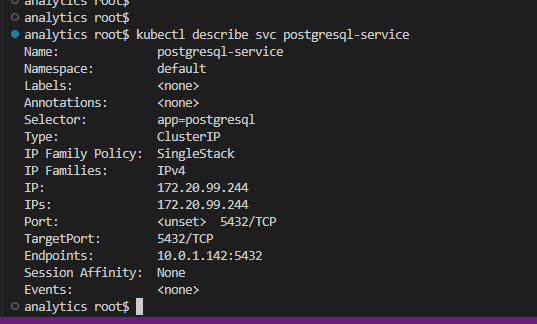 analytics root$
analytics root$
analytics root$ kubectl describe svc postgresql-service
Name:              postgresql-service
Namespace:         default
Labels:            <none>
Annotations:       <none>
Selector:          app=postgresql
Type:              ClusterIP
IP Family Policy:  SingleStack
IP Families:       IPv4
IP:                172.20.99.244
IPs:               172.20.99.244
Port:              <unset>  5432/TCP
TargetPort:        5432/TCP
Endpoints:         10.0.1.142:5432
Session Affinity:  None
Events:            <none>
analytics root$